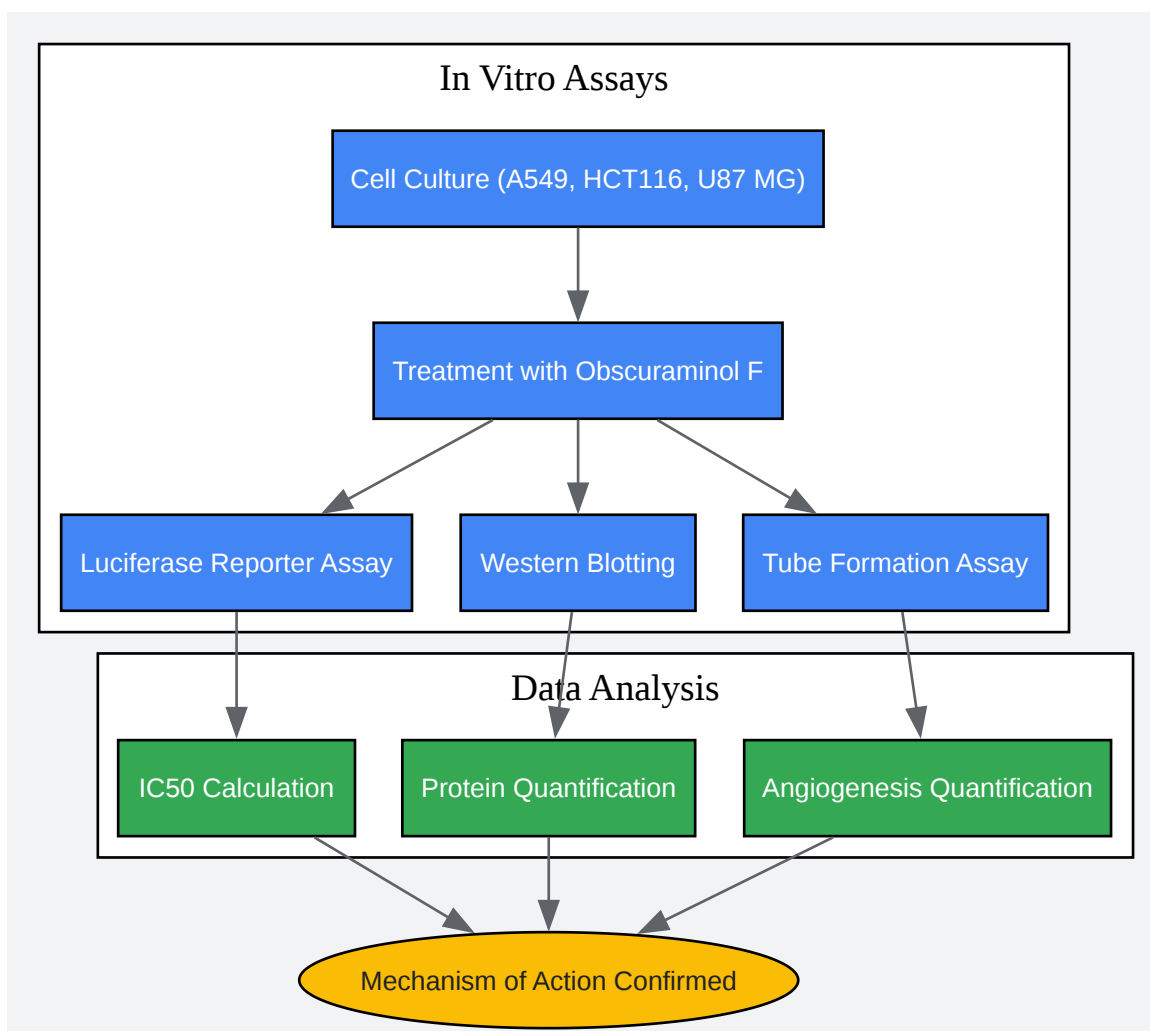 In Vitro Assays
Cell Culture (A549, HCT116, U87 MG)
Treatment with Obscuraminol F
Luciferase Reporter Assay
Western Blotting
Tube Formation Assay
Data Analysis
IC50 Calculation
Protein Quantification
Angiogenesis Quantification
Mechanism of Action Confirmed